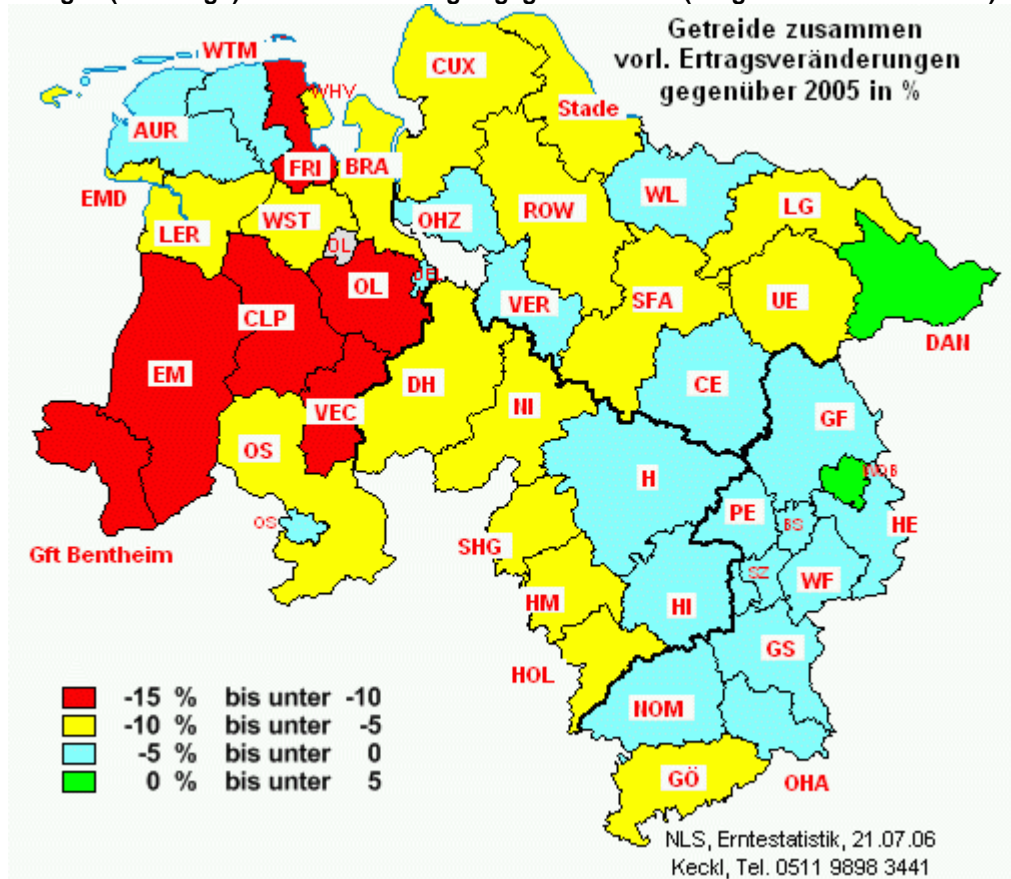 Getreide zusammen
vorl. Ertragsveränderungen
gegenüber 2005 in %
WTM
CUX
WHV
Stade
AUR
FRI
BRA
EMD
OHZ
ROW
WL
LG
LER
WST
OL
OL
VER
SFA
UE
DAN
CLP
EM
DH
NI
CE
VEC
GF
OS
H
WOB
OS
PE
BS
HE
Gft Bentheim
SHG
SZ
WF
HM
HI
HOL
GS
NOM
-15 % bis unter -10
-10 % bis unter -5
-5 % bis unter 0
0 % bis unter 5
GÖ
OHA
NLS, Erntestatistik, 21.07.06
Keckl, Tel. 0511 9898 3441